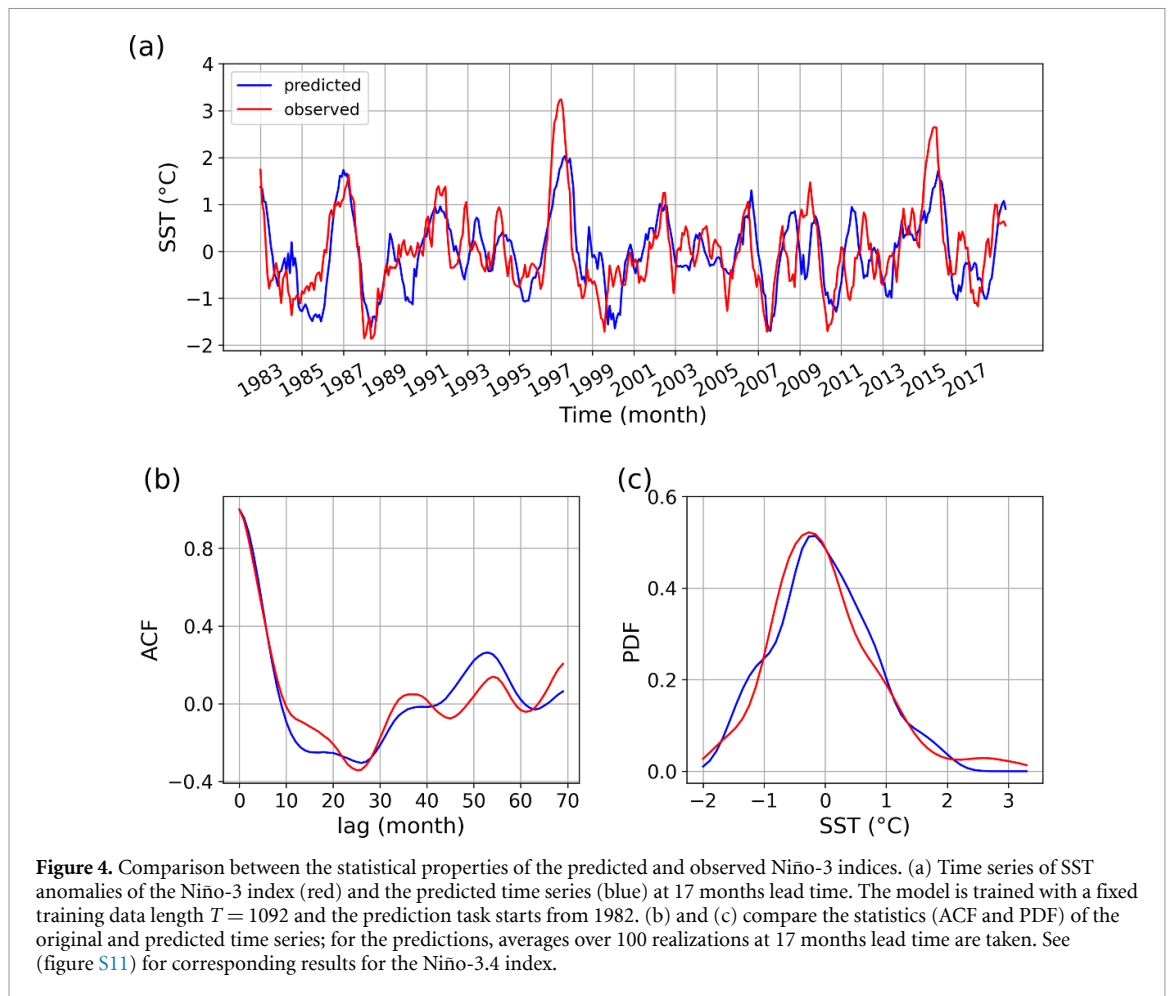 (a)
4
3
2
1
0
−1
−2
SST (°C)
predicted
observed
1983
1985
1987
1989
1991
1993
1995
1997
1999
2001
2003
2005
2007
2009
2011
2013
2015
2017
Time (month)
(b)
0.8
0.4
0.0
−0.4
ACF
0 10 20 30 40 50 60 70
lag (month)
(c)
0.6
0.4
0.2
0.0
PDF
−2 −1 0 1 2 3
SST (°C)
Figure 4. Comparison between the statistical properties of the predicted and observed Niño-3 indices. (a) Time series of SST
anomalies of the Niño-3 index (red) and the predicted time series (blue) at 17 months lead time. The model is trained with a fixed
training data length T = 1092 and the prediction task starts from 1982. (b) and (c) compare the statistics (ACF and PDF) of the
original and predicted time series; for the predictions, averages over 100 realizations at 17 months lead time are taken. See
(figure S11) for corresponding results for the Niño-3.4 index.